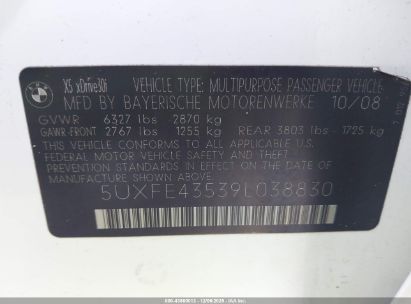 BMW
X5 xDrive30i
VEHICLE TYPE: MULTIPURPOSE PASSENGER VEHICLE
MFD BY BAYERISCHE MOTORENWERKE 10/08
GVWR 6327 lbs 2870 kg
GAWR-FRONT 2767 lbs 1255 kg REAR 3803 lbs - 1725 kg
THIS VEHICLE CONFORMS TO ALL APPLICABLE U.S.
FEDERAL MOTOR VEHICLE SAFETY, BUMPER, AND THEFT
PREVENTION STANDARDS IN EFFECT ON THE DATE OF
MANUFACTURE SHOWN ABOVE.
5UXFE43539L038830